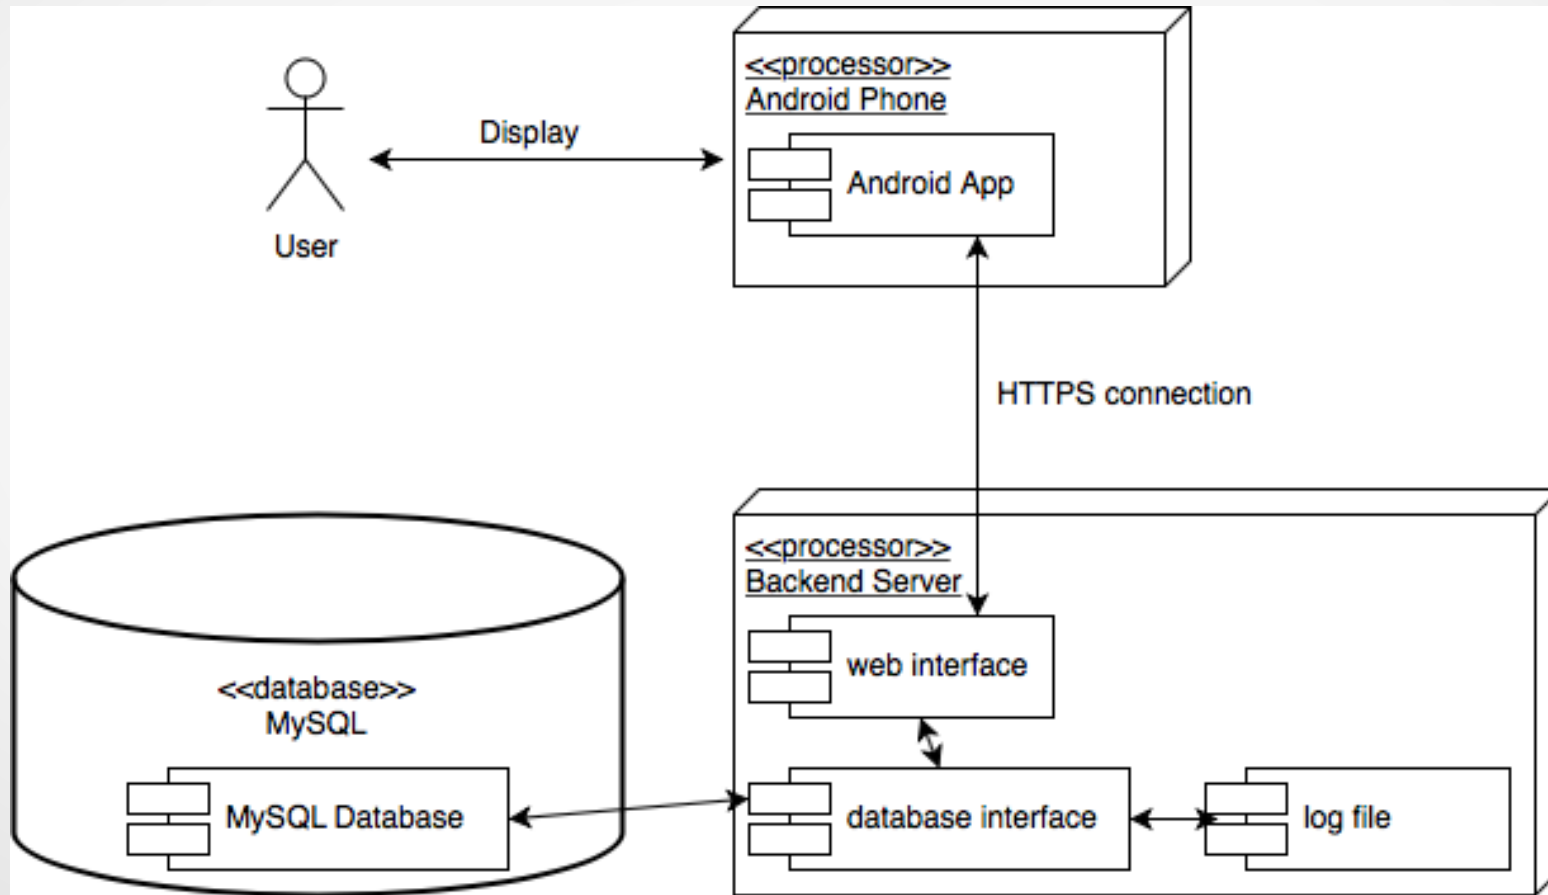 <<processor>>
Android Phone
Display
Android App
User
HTTPS connection
<<processor>>
Backend Server
web interface
<<database>>
MySQL
MySQL Database
database interface
log file